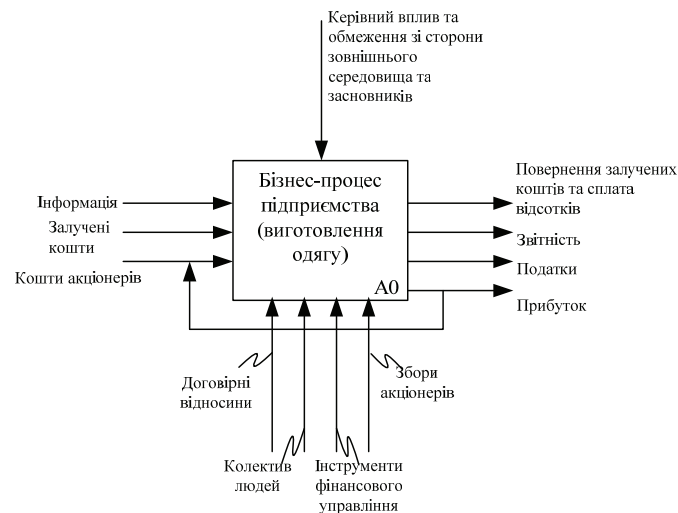 Керівний вплив та
обмеження зі сторони
зовнішнього
середовища та
засновників
Інформація
Залучені
кошти
Кошти акціонерів
Бізнес-процес
підприємства
(виготовлення
одягу)
A0
Повернення залучених
коштів та сплата
відсотків
Звітність
Податки
Прибуток
Договірні
відносини
Збори
акціонерів
Колектив
людей
Інструменти
фінансового
управління